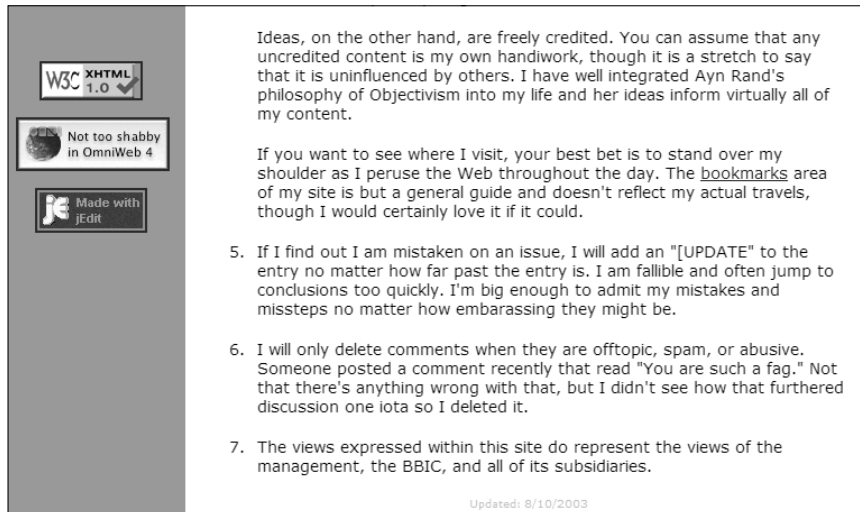 Ideas, on the other hand, are freely credited. You can assume that any
uncredited content is my own handiwork, though it is a stretch to say
that it is uninfluenced by others. I have well integrated Ayn Rand's
philosophy of Objectivism into my life and her ideas inform virtually all of
my content.
If you want to see where I visit, your best bet is to stand over my
shoulder as I peruse the Web throughout the day. The bookmarks area
of my site is but a general guide and doesn't reflect my actual travels,
though I would certainly love it if it could.
5. If I find out I am mistaken on an issue, I will add an "[UPDATE" to the
entry no matter how far past the entry is. I am fallible and often jump to
conclusions too quickly. I'm big enough to admit my mistakes and
missteps no matter how embarassing they might be.
6. I will only delete comments when they are offtopic, spam, or abusive.
Someone posted a comment recently that read "You are such a fag." Not
that there's anything wrong with that, but I didn't see how that furthered
discussion one iota so I deleted it.
7. The views expressed within this site do represent the views of the
management, the BBIC, and all of its subsidiaries.
Updated: 8/10/2003
W3C XHTML
1.0
Not too shabby
in OmniWeb 4
jE Made with
jEdit